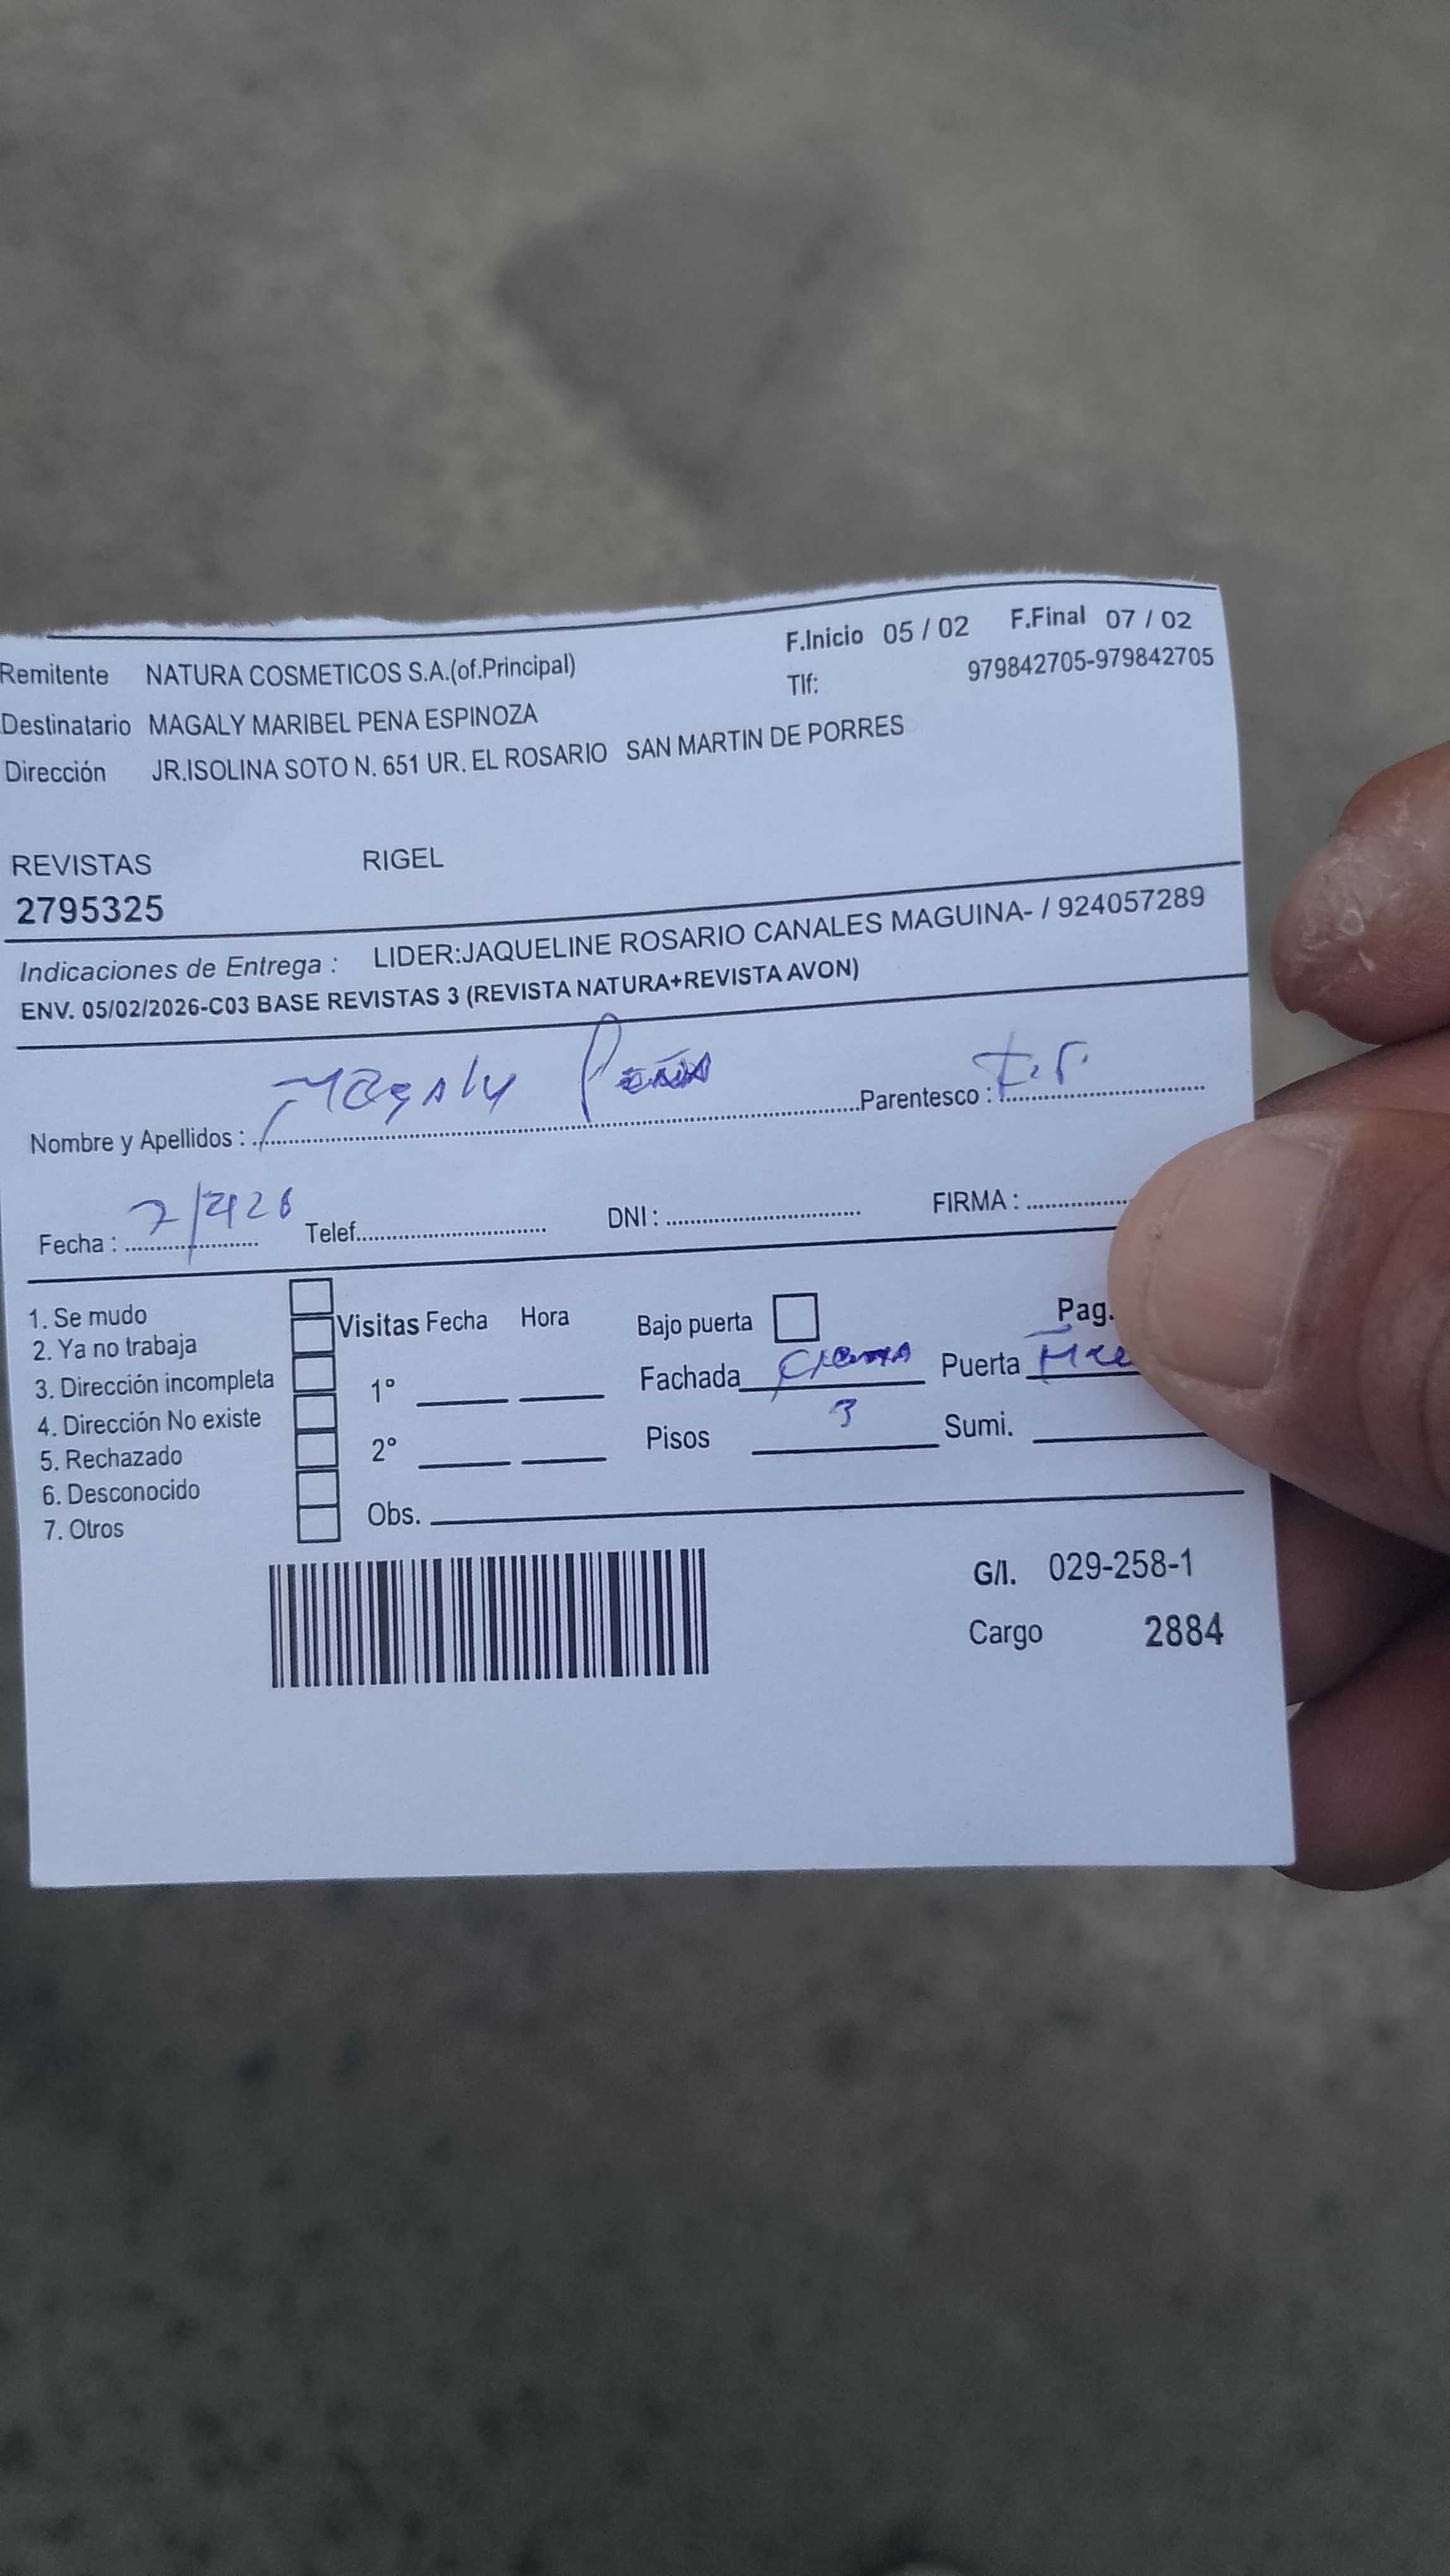 F.Inicio 05 / 02 F.Final 07 / 02
Remitente NATURA COSMETICOS S.A.(of.Principal) Tlf: 979842705-979842705
Destinatario MAGALY MARIBEL PENA ESPINOZA
Dirección JR.ISOLINA SOTO N. 651 UR. EL ROSARIO SAN MARTIN DE PORRES
REVISTAS RIGEL
2795325
Indicaciones de Entrega : LIDER:JAQUELINE ROSARIO CANALES MAGUINA- / 924057289
ENV. 05/02/2026-C03 BASE REVISTAS 3 (REVISTA NATURA+REVISTA AVON)
Nombre y Apellidos : Magaly Peña Parentesco :
Fecha : 7/2/26 Telef. DNI : FIRMA :
1. Se mudo
2. Ya no trabaja
3. Dirección incompleta
4. Dirección No existe
5. Rechazado
6. Desconocido
7. Otros
Visitas Fecha Hora
1°
2°
Obs.
Bajo puerta Pag.
Fachada Crema Puerta
Pisos 3 Sumi.
G/I. 029-258-1
Cargo 2884